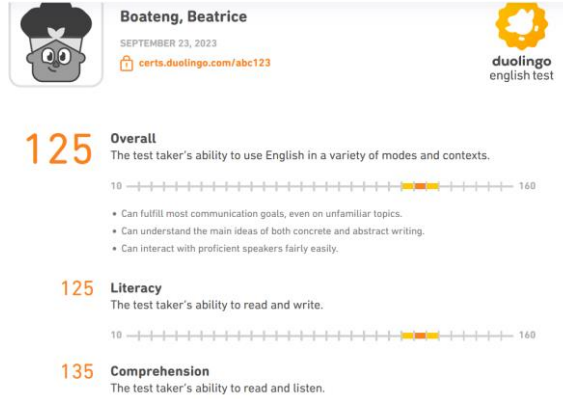 Boateng, Beatrice
SEPTEMBER 23, 2023
certs.duolingo.com/abc123
duolingo
english test
125
Overall
The test taker's ability to use English in a variety of modes and contexts.
10 160
• Can fulfill most communication goals, even on unfamiliar topics.
• Can understand the main ideas of both concrete and abstract writing.
• Can interact with proficient speakers fairly easily.
125 Literacy
The test taker's ability to read and write.
10 160
135 Comprehension
The test taker's ability to read and listen.